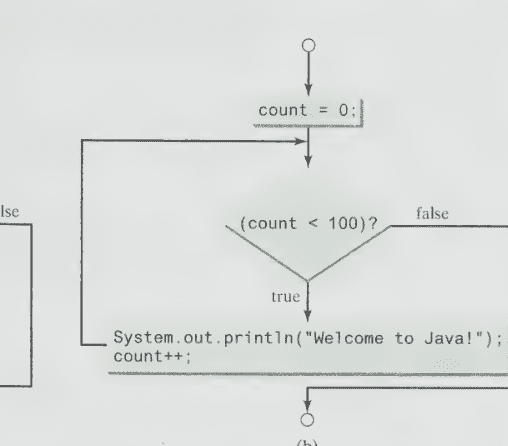 count = 0;
lse
(count < 100)?
false
true
System.out.println("Welcome to Java!");
count++;